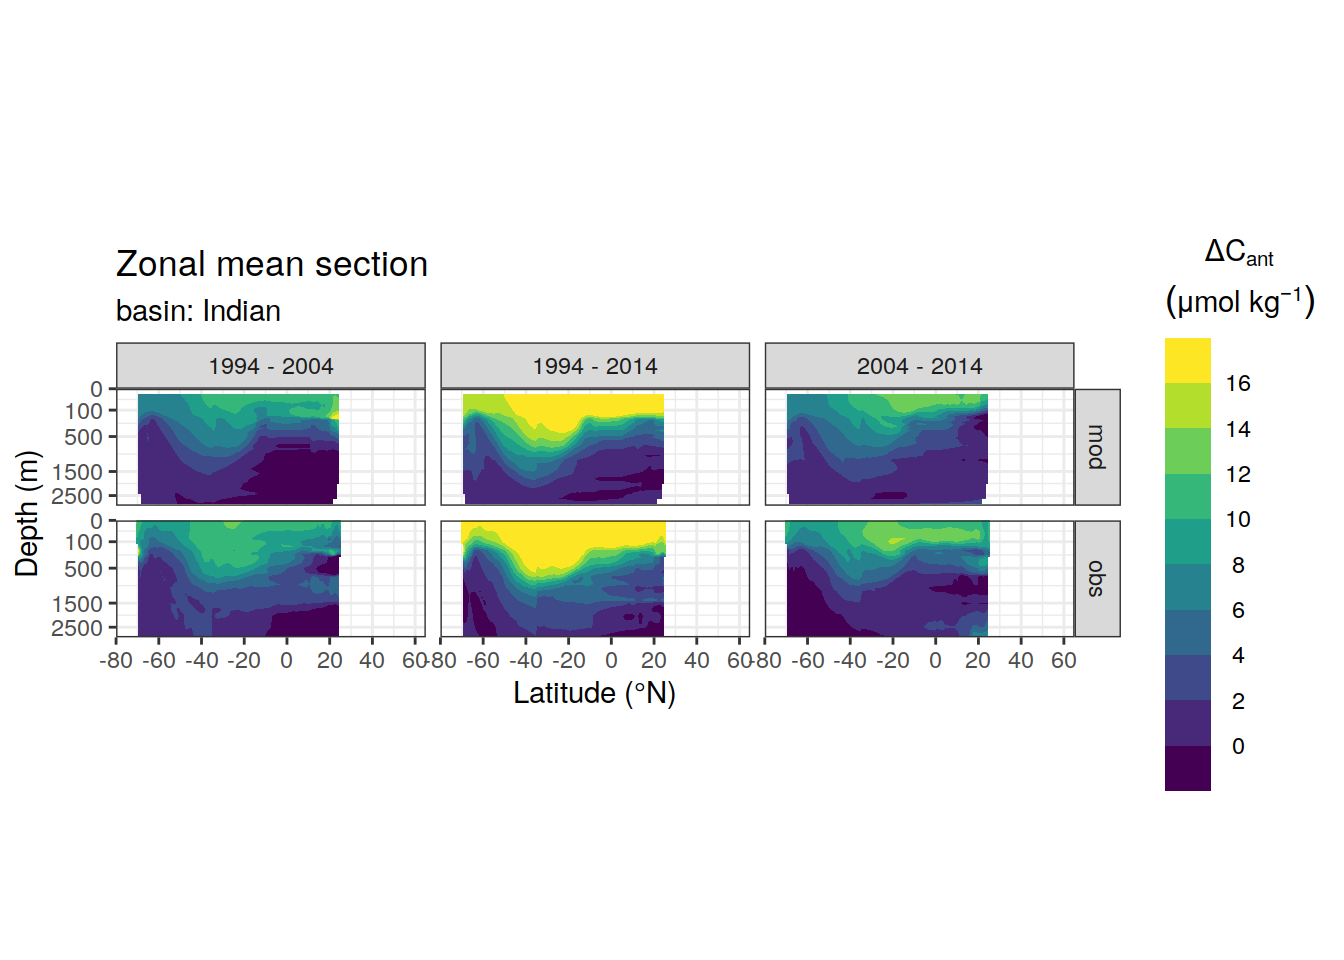 Zonal mean section
basin: Indian
ΔCant
(μmol kg⁻¹)
1994 - 2004
1994 - 2014
2004 - 2014
0
100
500
1500
2500
mod
0
100
500
1500
2500
obs
-80 -60 -40 -20 0 20 40 60
-80 -60 -40 -20 0 20 40 60
-80 -60 -40 -20 0 20 40 60
Latitude (°N)
Depth (m)
16
14
12
10
8
6
4
2
0